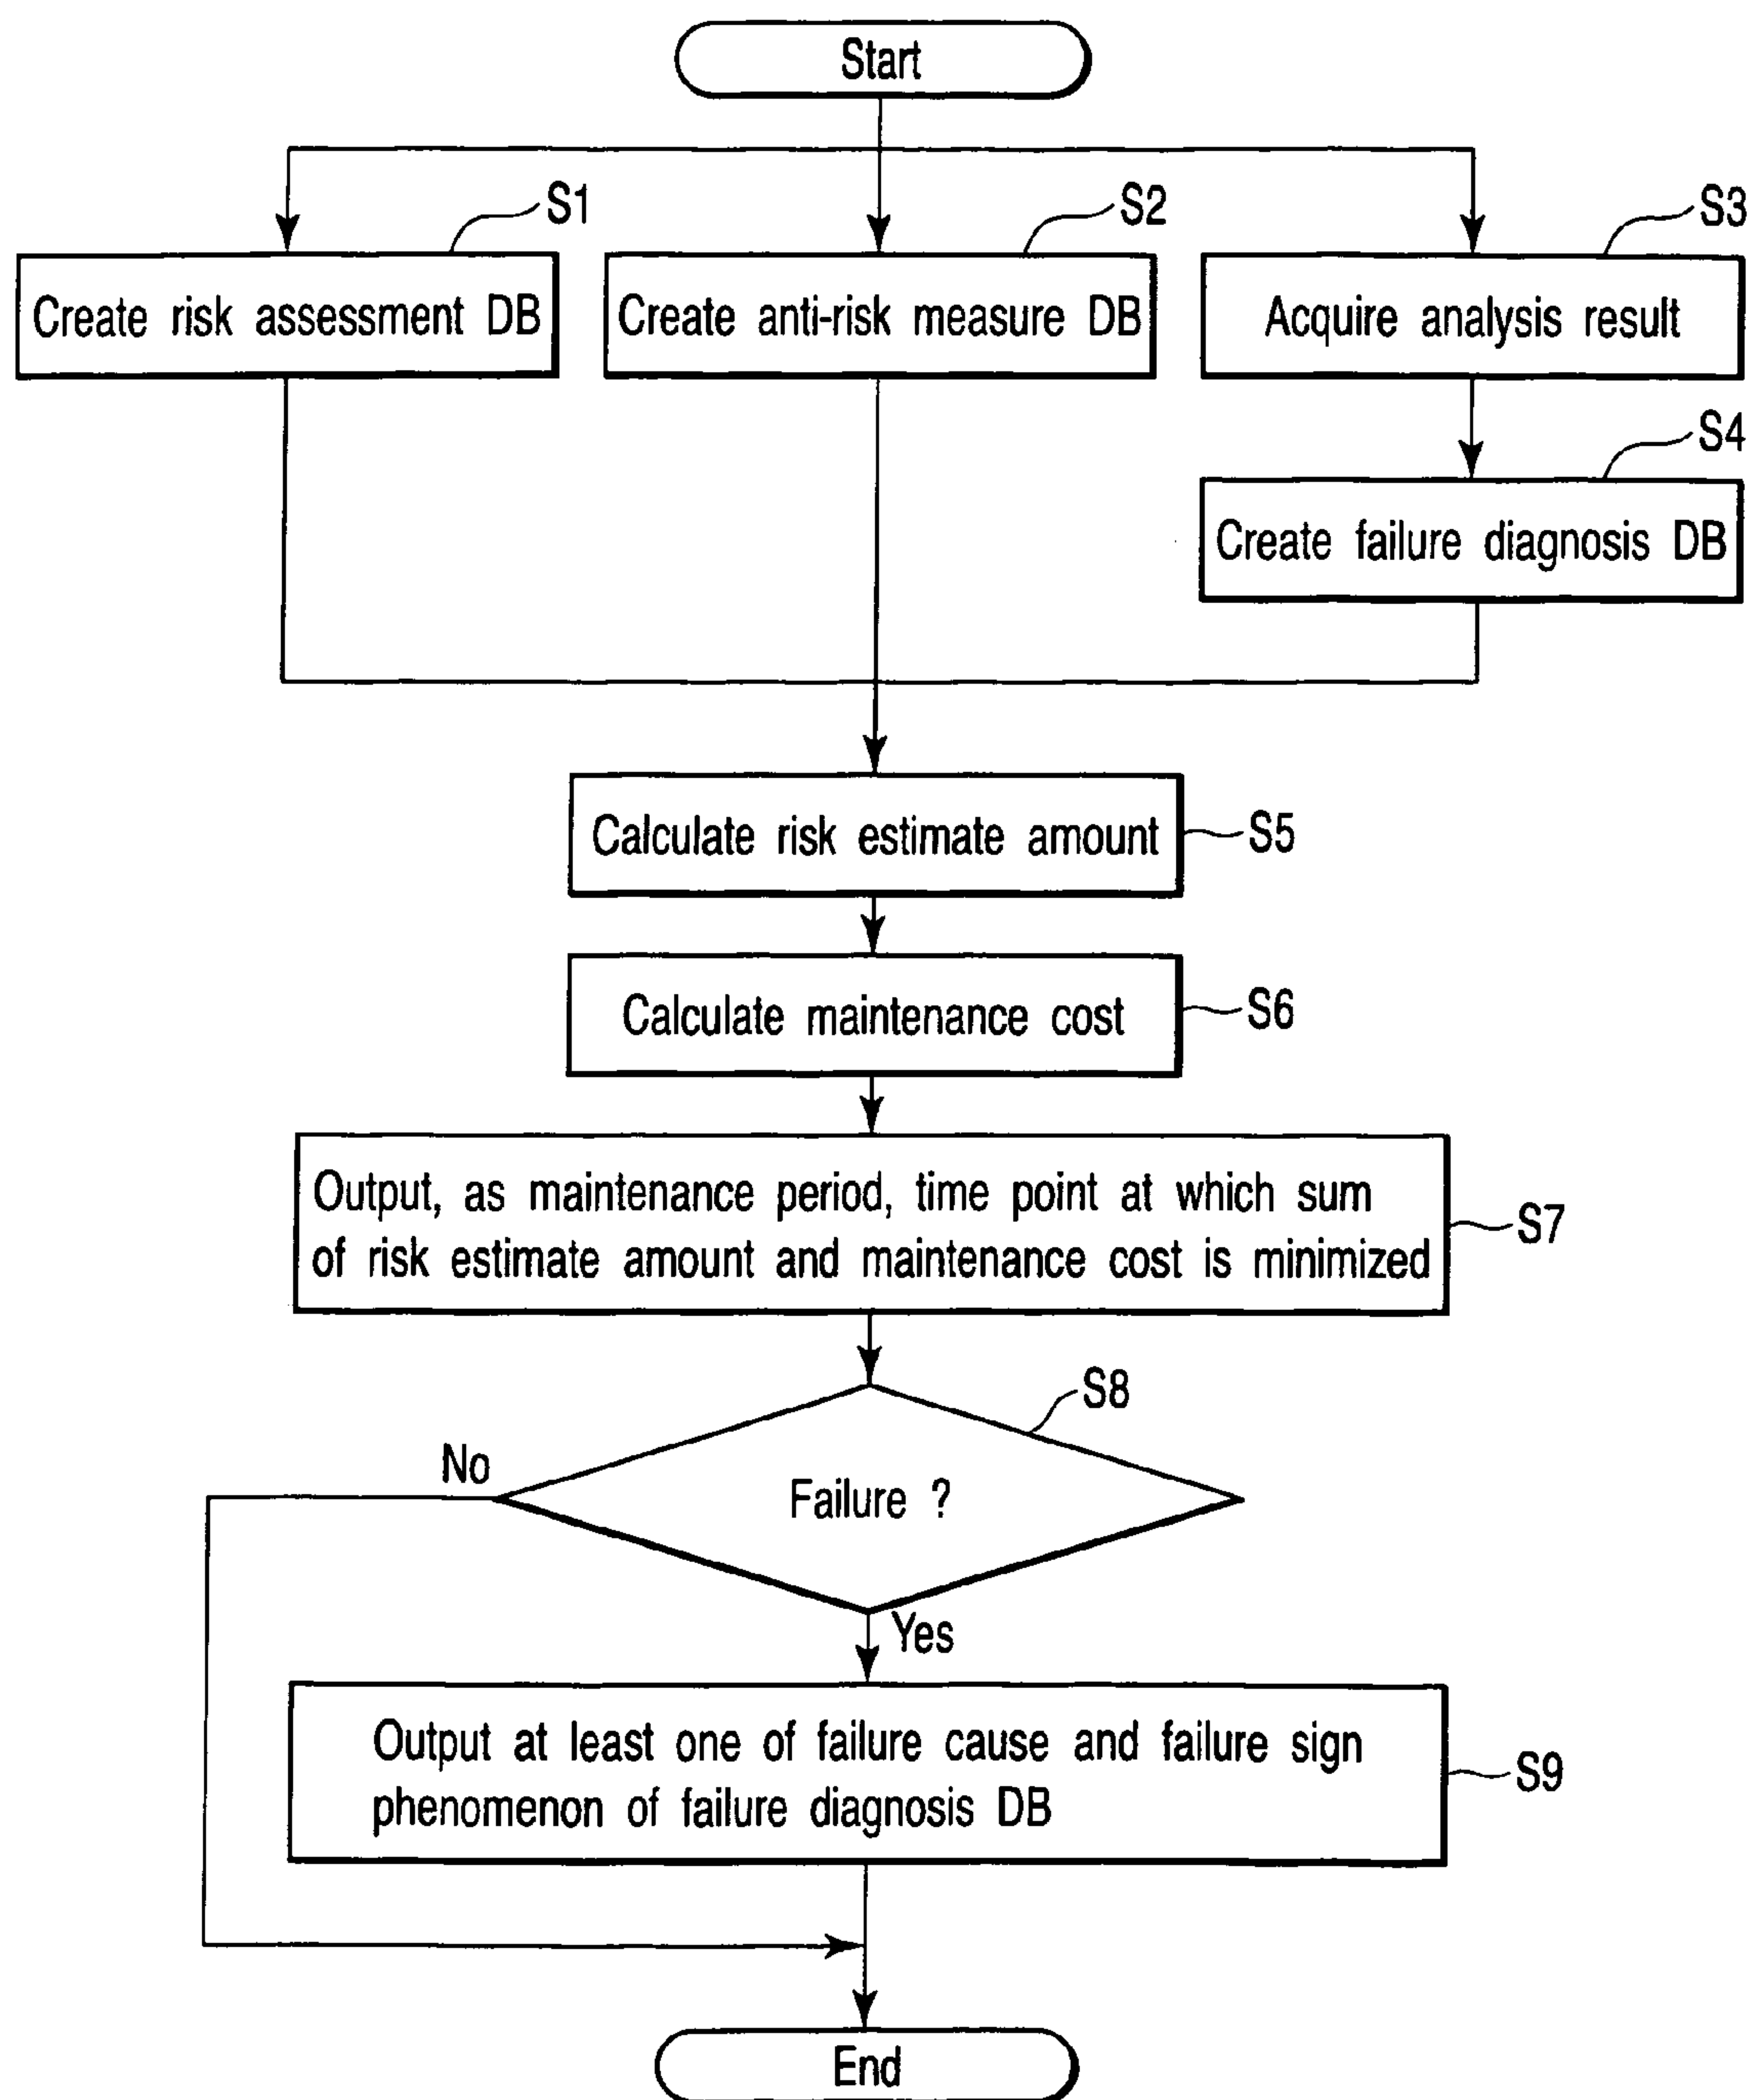 Start
S1
S2
S3
Create risk assessment DB
Create anti-risk measure DB
Acquire analysis result
S4
Create failure diagnosis DB
Calculate risk estimate amount
S5
Calculate maintenance cost
S6
Output, as maintenance period, time point at which sum
of risk estimate amount and maintenance cost is minimized
S7
S8
No
Failure ?
Yes
Output at least one of failure cause and failure sign
phenomenon of failure diagnosis DB
S9
End